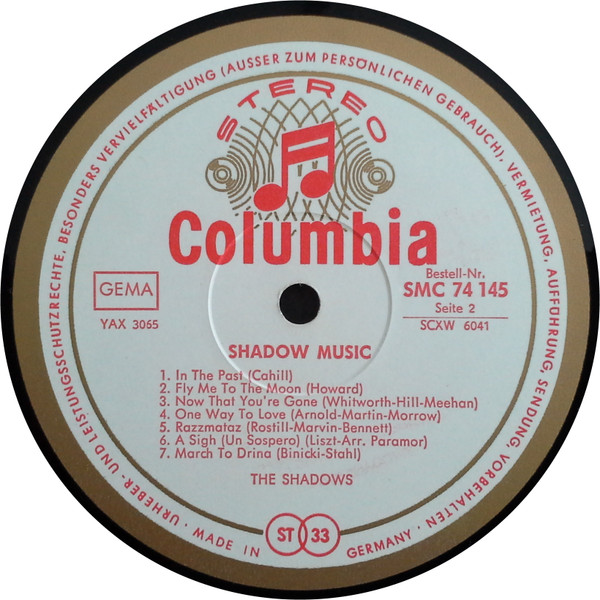 URHEBER- UND LEISTUNGSSCHUTZRECHTE, BESONDERS VERVIELFÄLTIGUNG (AUSSER ZUM PERSÖNLICHEN GEBRAUCH), VERMIETUNG, AUFFÜHRUNG, SENDUNG, VORBEHALTEN ·
STEREO
Columbia
GEMA
YAX 3065
Bestell-Nr.
SMC 74 145
Seite 2
SCXW 6041
SHADOW MUSIC
1. In The Past (Cahill)
2. Fly Me To The Moon (Howard)
3. Now That You're Gone (Whitworth-Hill-Meehan)
4. One Way To Love (Arnold-Martin-Morrow)
5. Razzmataz (Rostill-Marvin-Bennett)
6. A Sigh (Un Sospero) (Liszt-Arr. Paramor)
7. March To Drina (Binicki-Stahl)
THE SHADOWS
· MADE IN ST 33 GERMANY ·